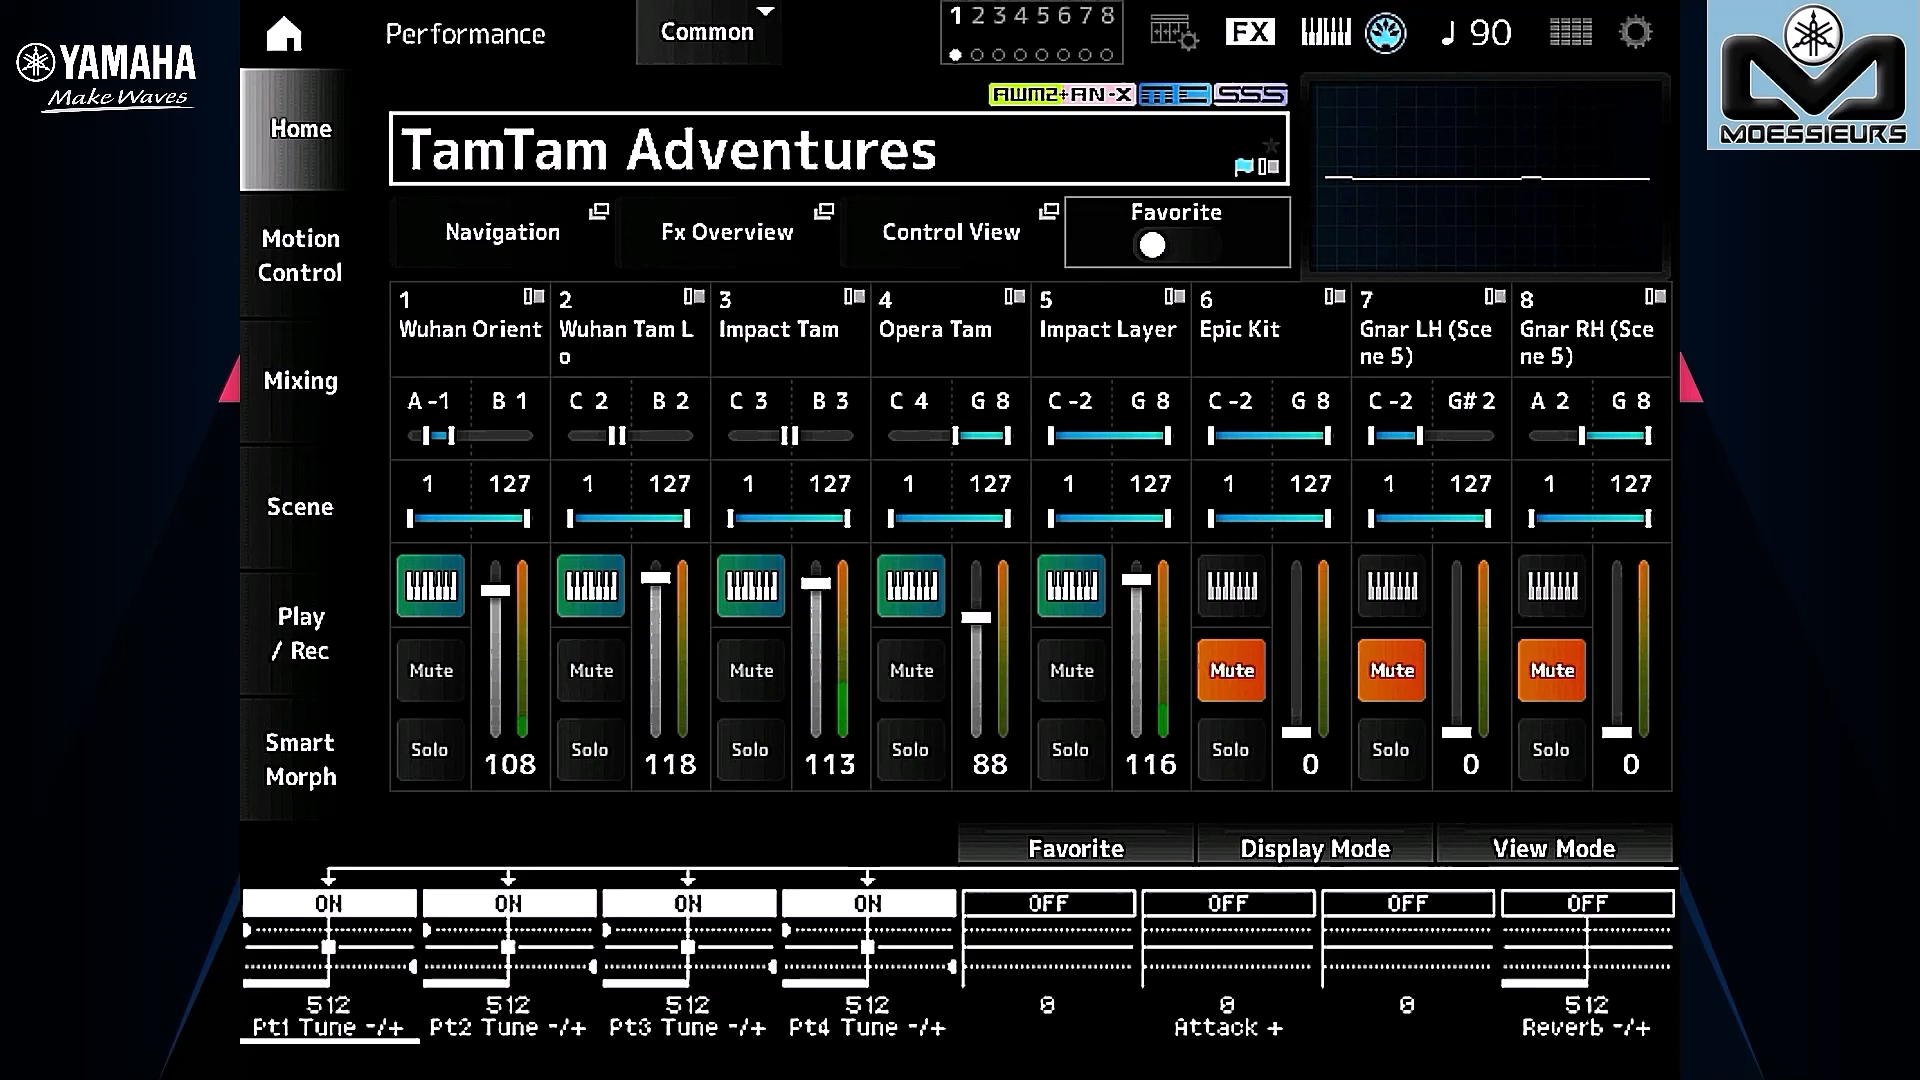 YAMAHA
Make Waves
Performance
Common
1 2 3 4 5 6 7 8
FX
♩ 90
MOESSIEURS
AWM2+AN-X MC SSS
TamTam Adventures
Home
Motion
Control
Mixing
Scene
Play
/ Rec
Smart
Morph
Navigation
Fx Overview
Control View
Favorite
1 2 3 4 5 6 7 8
Wuhan Orient
Wuhan Tam L
o
Impact Tam
Opera Tam
Impact Layer
Epic Kit
Gnar LH (Sce
ne 5)
Gnar RH (Sce
ne 5)
A -1 B 1 C 2 B 2 C 3 B 3 C 4 G 8 C -2 G 8 C -2 G 8 C -2 G# 2 A 2 G 8
1 127 1 127 1 127 1 127 1 127 1 127 1 127 1 127
Mute Mute Mute Mute Mute Mute Mute Mute
Solo Solo Solo Solo Solo Solo Solo Solo
108 118 113 88 116 0 0 0
Favorite
Display Mode
View Mode
ON ON ON ON OFF OFF OFF OFF
512 512 512 512 0 0 0 512
Pt1 Tune -/+ Pt2 Tune -/+ Pt3 Tune -/+ Pt4 Tune -/+ Attack + Reverb -/+